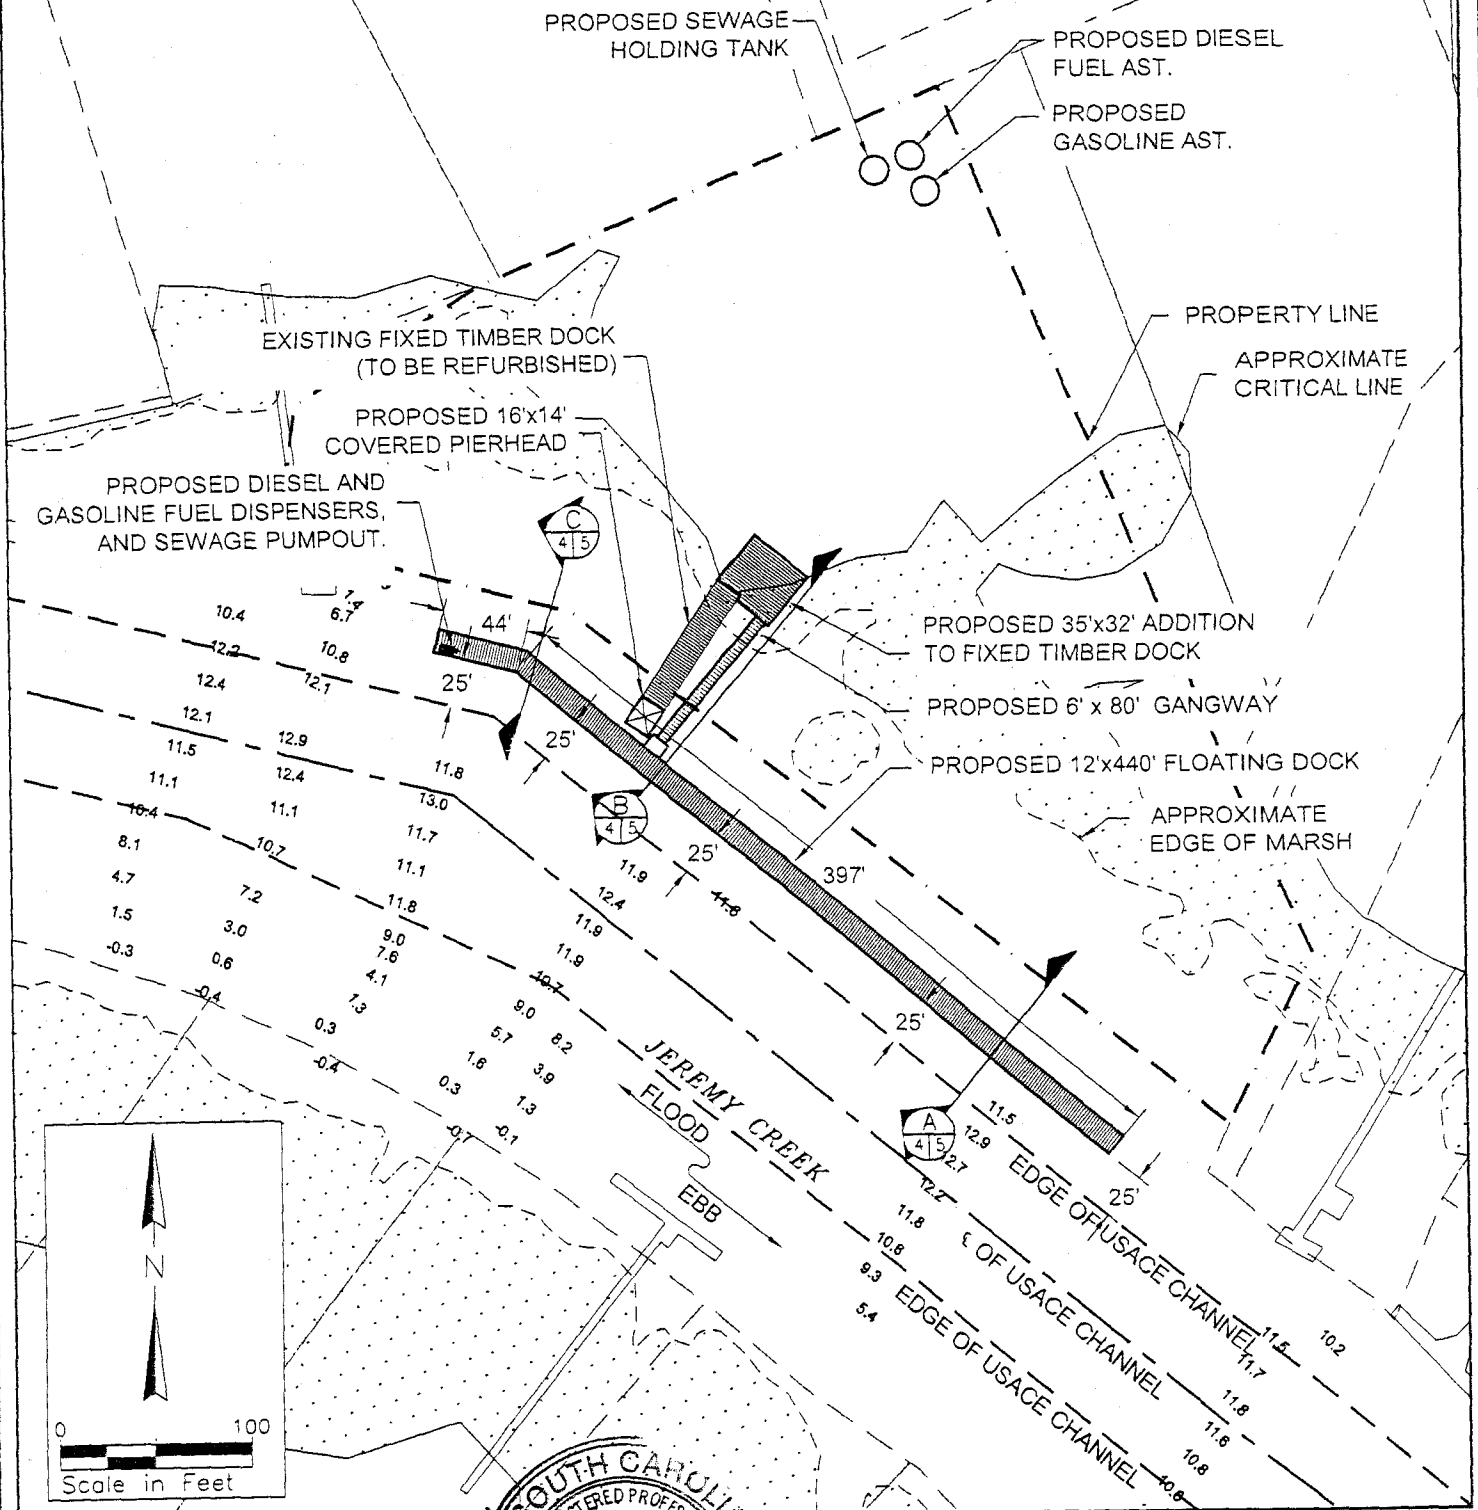 PROPOSED SEWAGE
HOLDING TANK
PROPOSED DIESEL
FUEL AST.
PROPOSED
GASOLINE AST.
PROPERTY LINE
APPROXIMATE
CRITICAL LINE
EXISTING FIXED TIMBER DOCK
(TO BE REFURBISHED)
PROPOSED 16'x14'
COVERED PIERHEAD
PROPOSED DIESEL AND
GASOLINE FUEL DISPENSERS,
AND SEWAGE PUMPOUT.
C
4 5
PROPOSED 35'x32' ADDITION
TO FIXED TIMBER DOCK
PROPOSED 6' x 80' GANGWAY
PROPOSED 12'x440' FLOATING DOCK
APPROXIMATE
EDGE OF MARSH
44'
25'
25'
B
4 5
25'
397'
25'
A
4 5
25'
10.4
6.7
12.2
10.8
12.4
12.1
12.1
12.9
11.5
12.4
11.8
11.1
11.1
13.0
10.4
10.7
11.7
8.1
11.1
4.7
7.2
11.8
1.5
3.0
9.0
7.6
-0.3
0.6
4.1
-0.4
1.3
0.3
-0.4
11.9
12.4
11.6
11.9
11.9
10.7
9.0
5.7
8.2
1.6
3.9
0.3
1.3
-0.7
-0.1
JEREMY CREEK
FLOOD
EBB
11.5
12.9
12.7
12.2
11.8
10.8
9.3
5.4
EDGE OF USACE CHANNEL
℄ OF USACE CHANNEL
EDGE OF USACE CHANNEL
11.5
10.2
11.7
11.8
11.6
10.8
10.6
N
0 100
Scale in Feet
SOUTH CAROLI